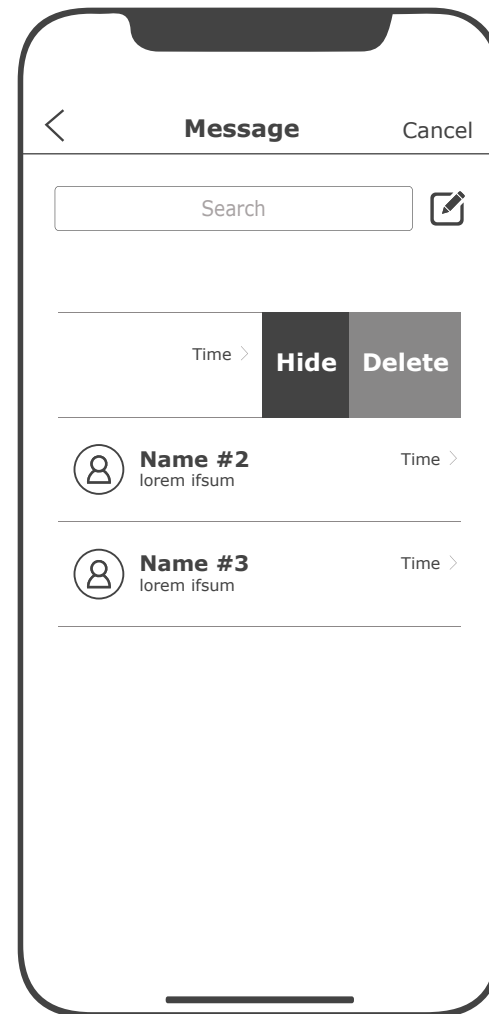 Message
Cancel
Search
Time
Hide
Delete
Name #2
lorem ifsum
Time
Name #3
lorem ifsum
Time